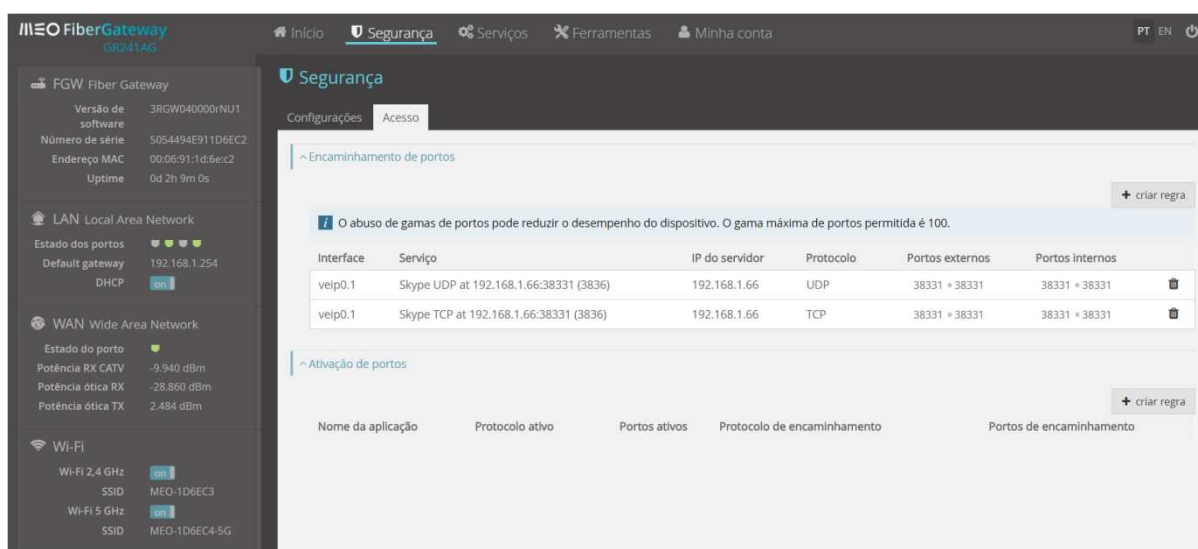 MEO FiberGateway
GR241AG
Início
Segurança
Serviços
Ferramentas
Minha conta
PT EN
FGW Fiber Gateway
Versão de software 3RGW040000rNU1
Número de série 5054494E911D6EC2
Endereço MAC 00:06:91:1d:6e:c2
Uptime 0d 2h 9m 0s
LAN Local Area Network
Estado dos portos
Default gateway 192.168.1.254
DHCP on
WAN Wide Area Network
Estado do porto
Potência RX CATV -9.940 dBm
Potência ótica RX -28.860 dBm
Potência ótica TX 2.484 dBm
Wi-Fi
Wi-Fi 2,4 GHz on
SSID MEO-1D6EC3
Wi-Fi 5 GHz on
SSID MEO-1D6EC4-5G
Segurança
Configurações Acesso
Encaminhamento de portos
+ criar regra
i O abuso de gamas de portos pode reduzir o desempenho do dispositivo. O gama máxima de portos permitida é 100.
Interface Serviço IP do servidor Protocolo Portos externos Portos internos
veip0.1 Skype UDP at 192.168.1.66:38331 (3836) 192.168.1.66 UDP 38331 38331 38331 38331
veip0.1 Skype TCP at 192.168.1.66:38331 (3836) 192.168.1.66 TCP 38331 38331 38331 38331
Ativação de portos
+ criar regra
Nome da aplicação Protocolo ativo Portos ativos Protocolo de encaminhamento Portos de encaminhamento